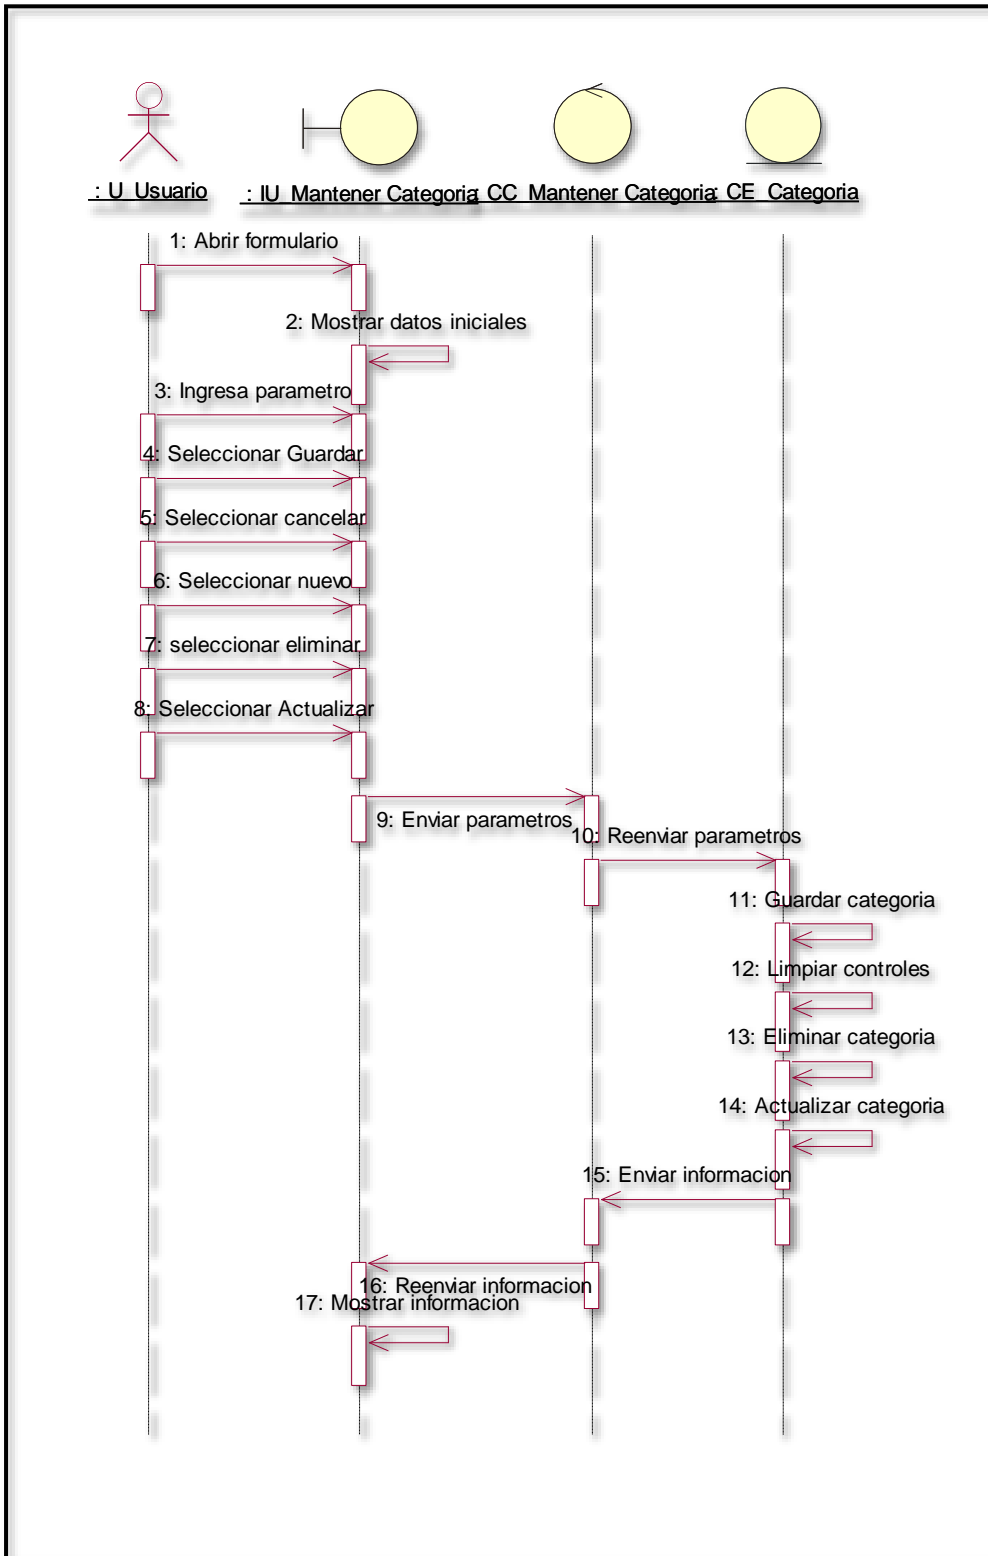 : U_Usuario
: IU_Mantener Categoria
: CC_Mantener Categoria
: CE_Categoria
1: Abrir formulario
2: Mostrar datos iniciales
3: Ingresa parametro
4: Seleccionar Guardar
5: Seleccionar cancelar
6: Seleccionar nuevo
7: seleccionar eliminar
8: Seleccionar Actualizar
9: Enviar parametros
10: Reenviar parametros
11: Guardar categoria
12: Limpiar controles
13: Eliminar categoria
14: Actualizar categoria
15: Enviar informacion
16: Reenviar informacion
17: Mostrar informacion